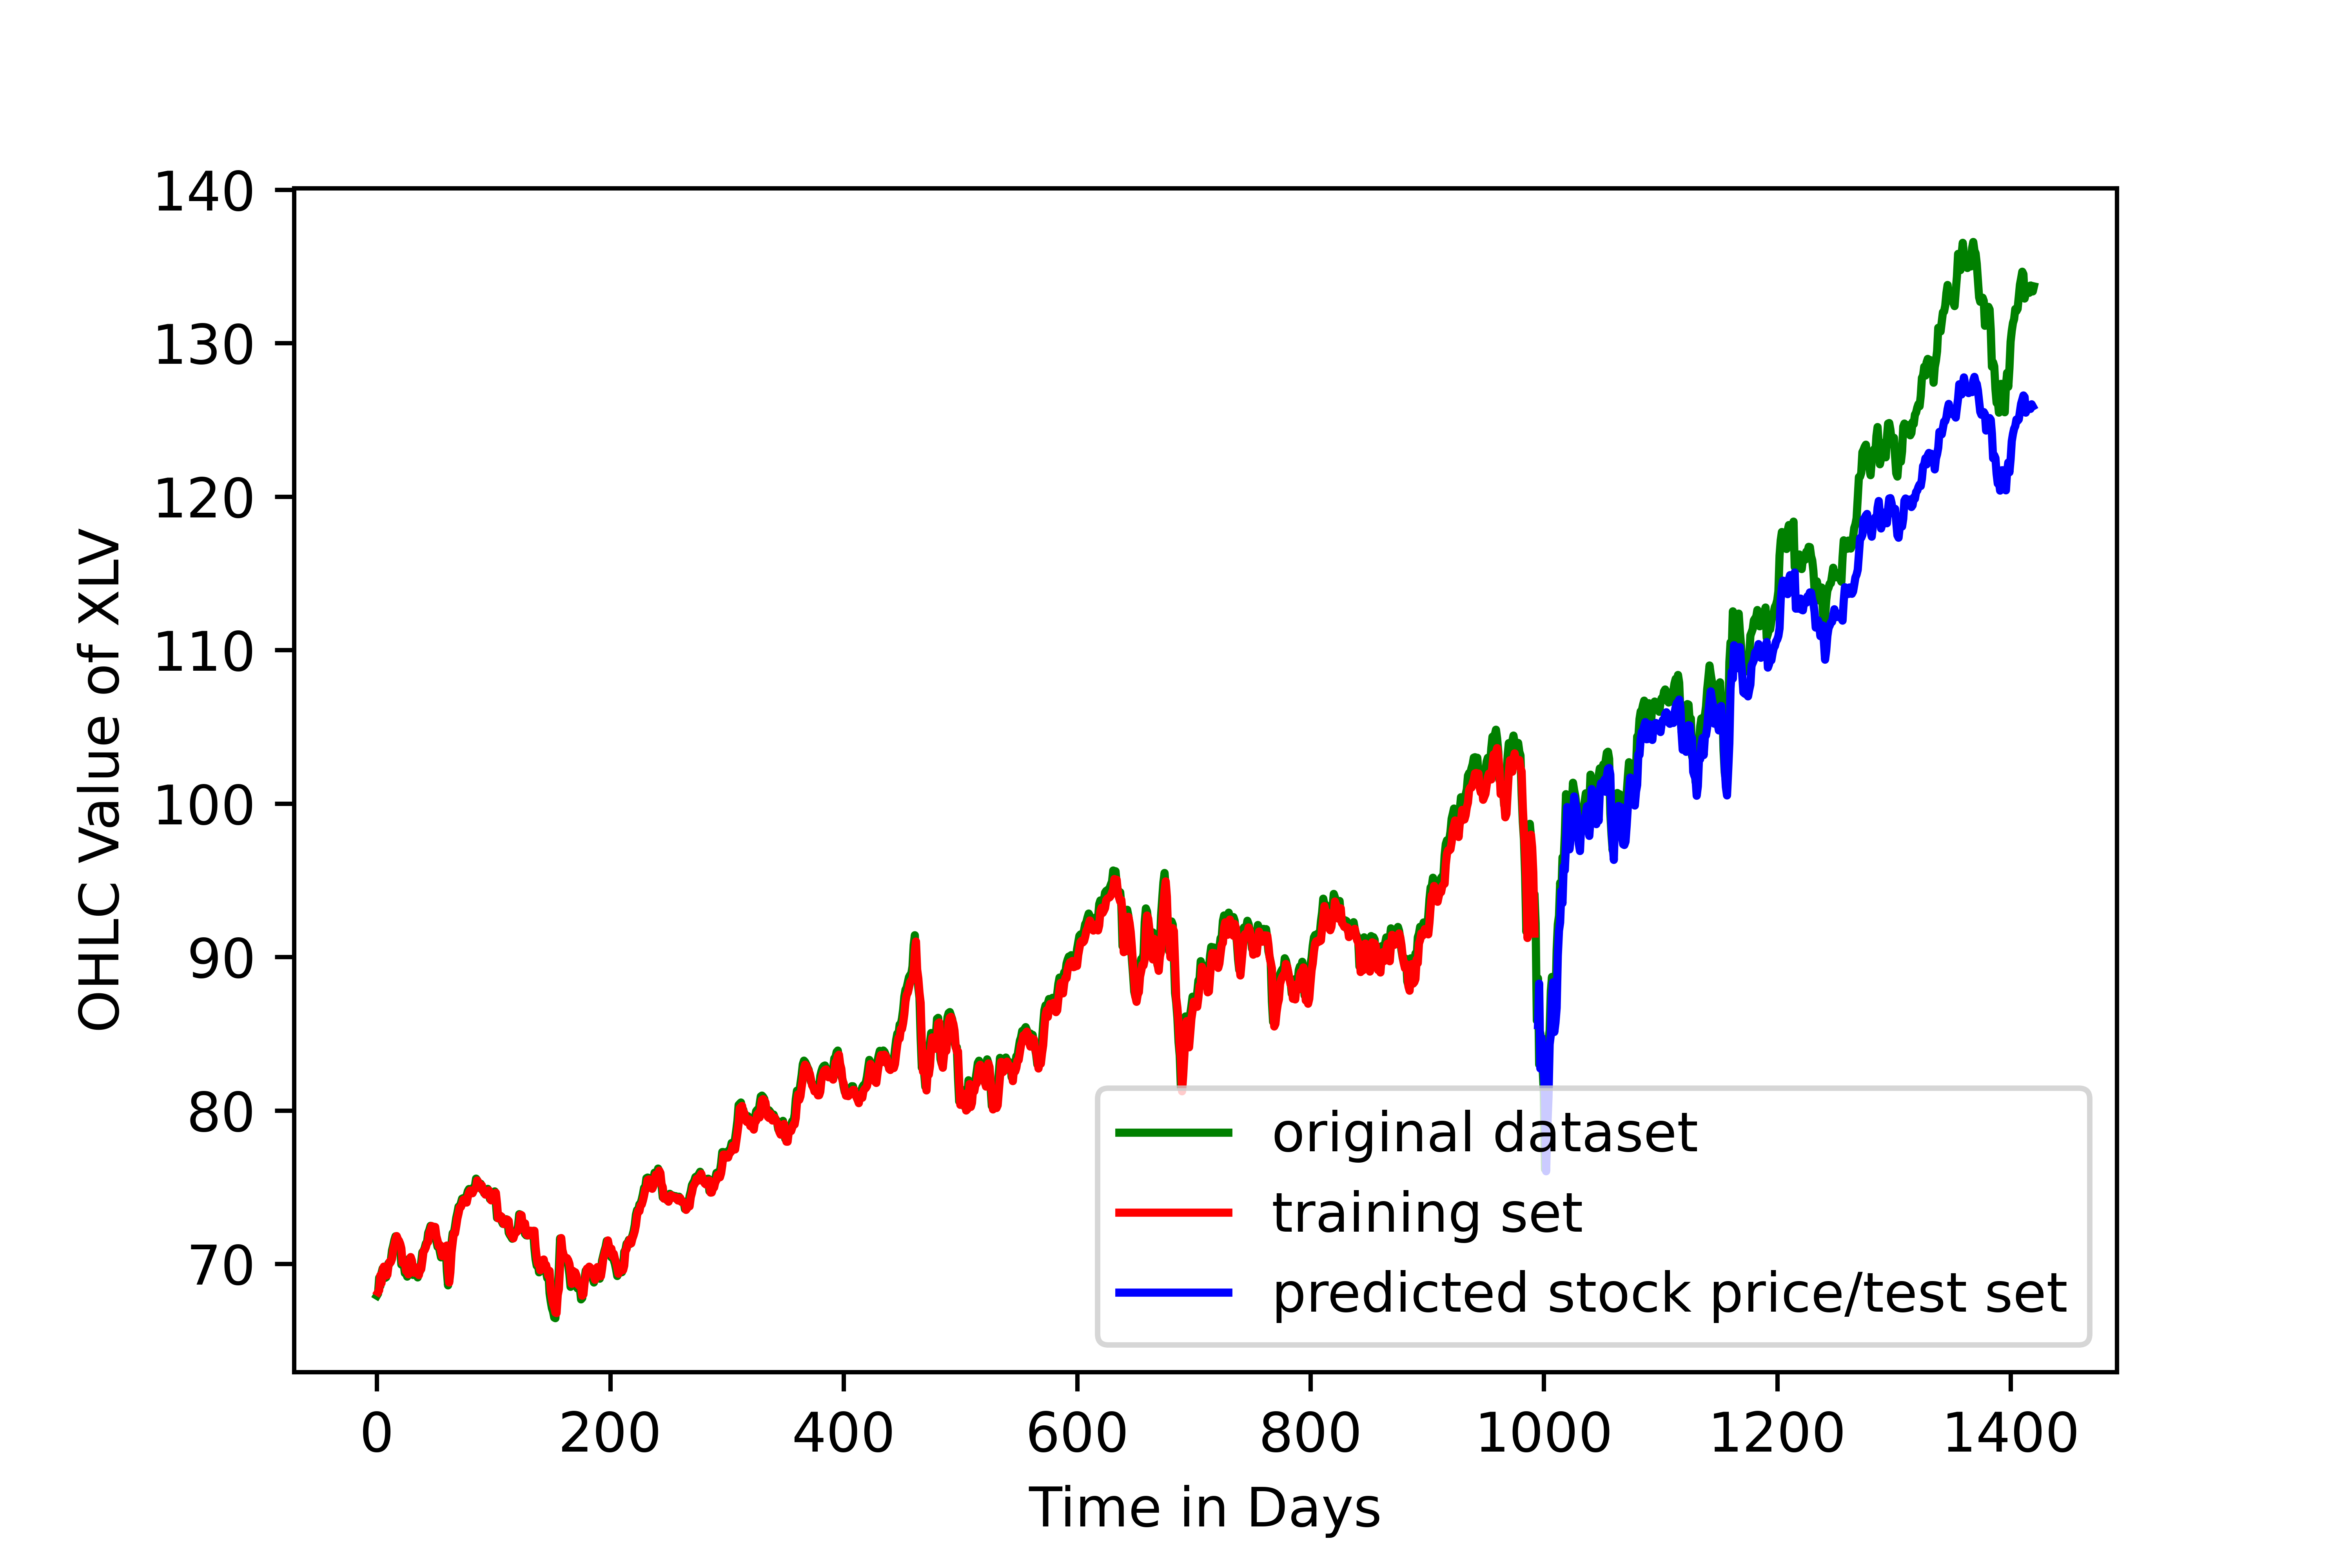 140
130
120
110
100
90
80
70
OHLC Value of XLV
original dataset
training set
predicted stock price/test set
0 200 400 600 800 1000 1200 1400
Time in Days